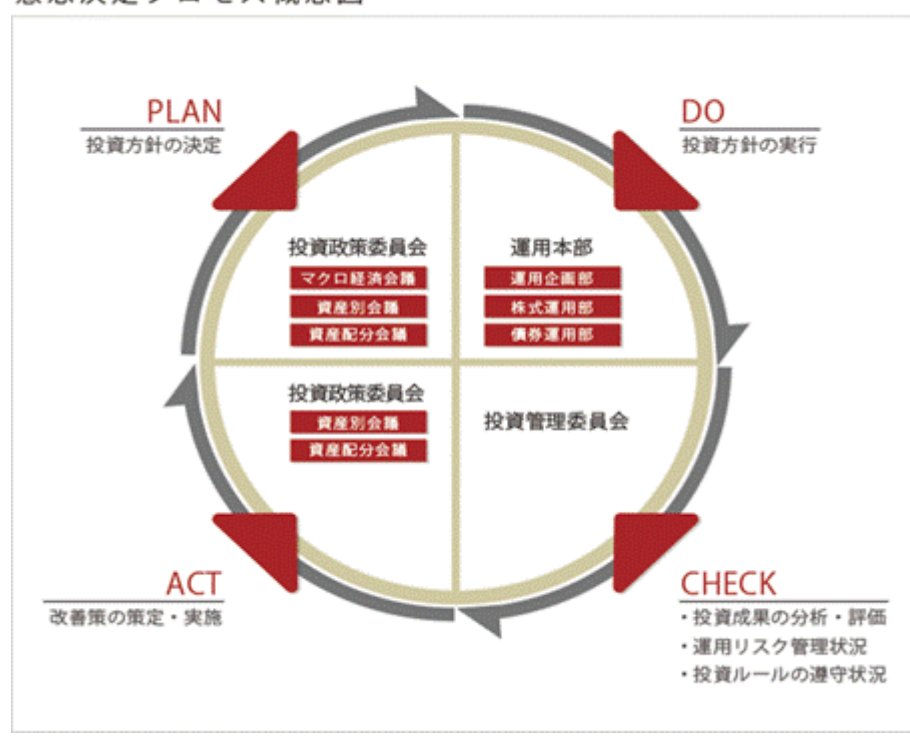 PLAN
投資方針の決定
DO
投資方針の実行
投資政策委員会
マクロ経済会議
資産別会議
資産配分会議
運用本部
運用企画部
株式運用部
債券運用部
投資政策委員会
資産別会議
資産配分会議
投資管理委員会
ACT
改善策の策定・実施
CHECK
・投資成果の分析・評価
・運用リスク管理状況
・投資ルールの遵守状況